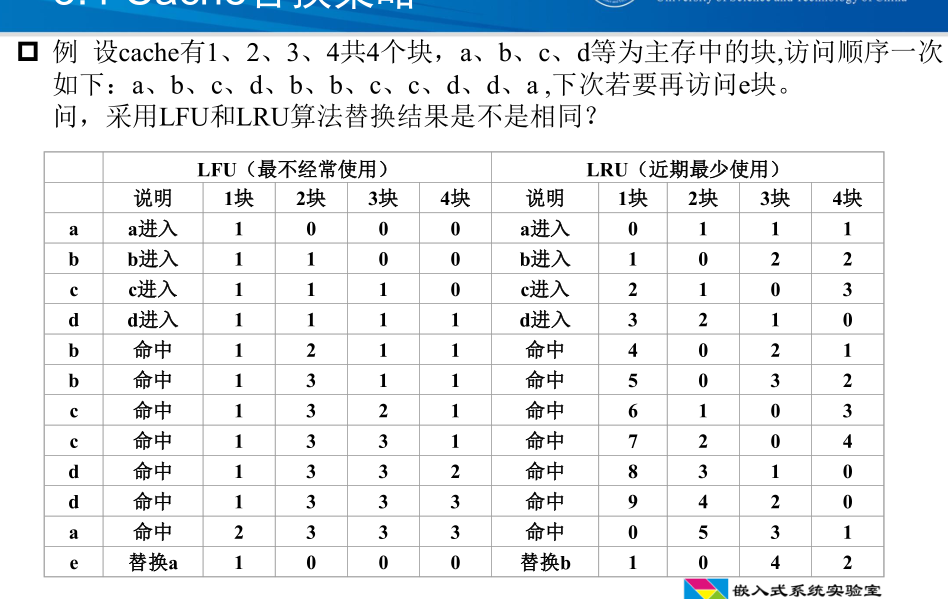 例 设cache有1、2、3、4共4个块，a、b、c、d等为主存中的块,访问顺序一次
如下：a、b、c、d、b、b、c、c、d、d、a ,下次若要再访问e块。
问，采用LFU和LRU算法替换结果是不是相同？
LFU（最不经常使用） LRU（近期最少使用）
说明 1块 2块 3块 4块 说明 1块 2块 3块 4块
a a进入 1 0 0 0 a进入 0 1 1 1
b b进入 1 1 0 0 b进入 1 0 2 2
c c进入 1 1 1 0 c进入 2 1 0 3
d d进入 1 1 1 1 d进入 3 2 1 0
b 命中 1 2 1 1 命中 4 0 2 1
b 命中 1 3 1 1 命中 5 0 3 2
c 命中 1 3 2 1 命中 6 1 0 3
c 命中 1 3 3 1 命中 7 2 0 4
d 命中 1 3 3 2 命中 8 3 1 0
d 命中 1 3 3 3 命中 9 4 2 0
a 命中 2 3 3 3 命中 0 5 3 1
e 替换a 1 0 0 0 替换b 1 0 4 2
嵌入式系统实验室